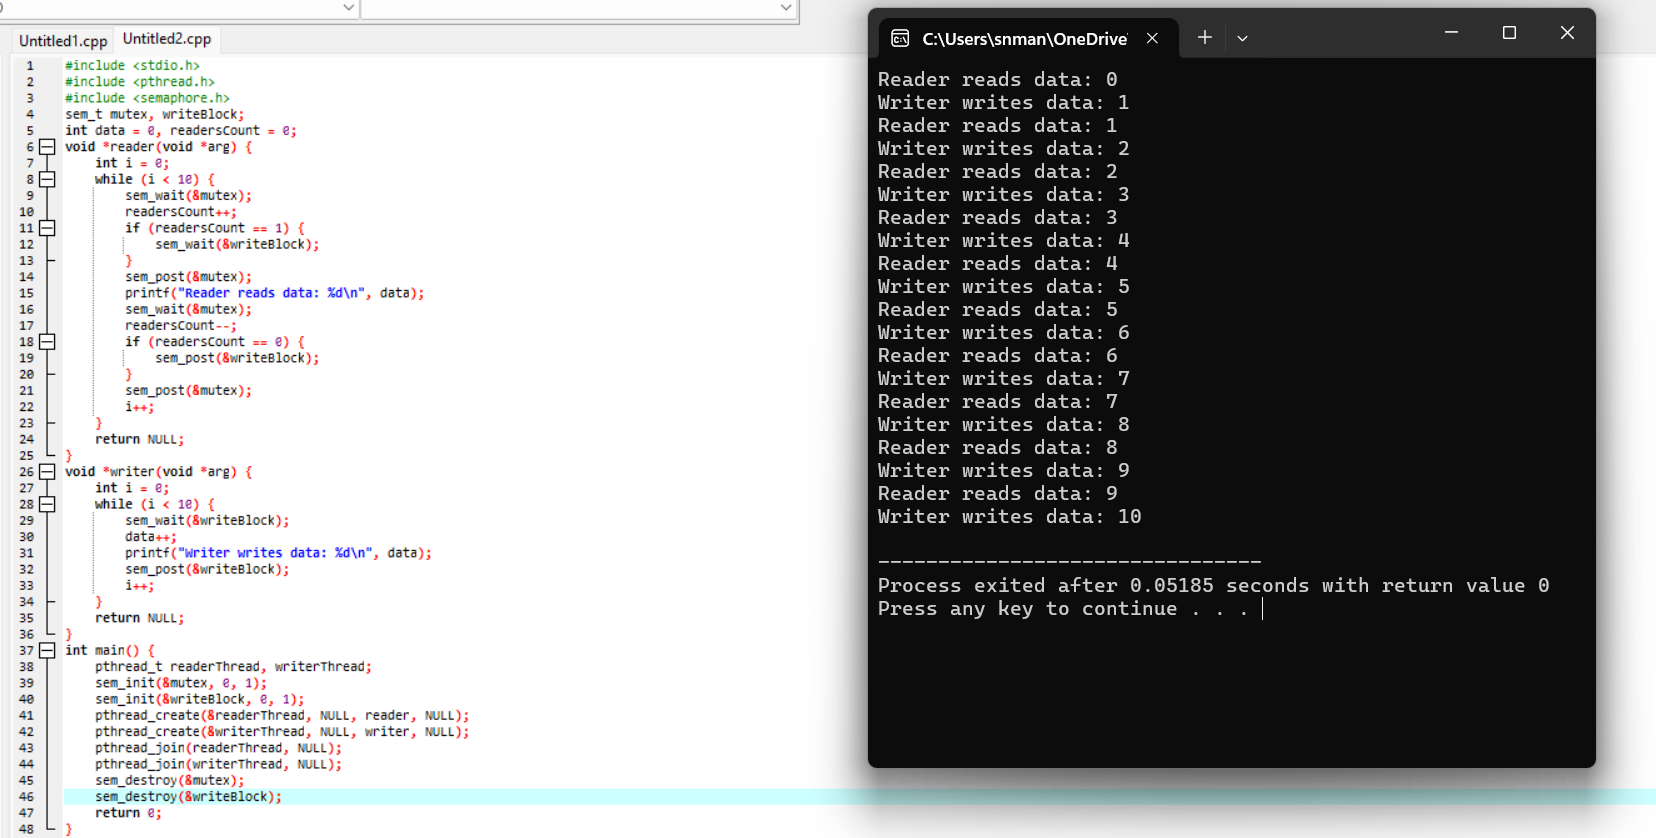 Untitled1.cpp Untitled2.cpp
1 #include <stdio.h>
2 #include <pthread.h>
3 #include <semaphore.h>
4 sem_t mutex, writeBlock;
5 int data = 0, readersCount = 0;
6 void *reader(void *arg) {
7 int i = 0;
8 while (i < 10) {
9 sem_wait(&mutex);
10 readersCount++;
11 if (readersCount == 1) {
12 sem_wait(&writeBlock);
13 }
14 sem_post(&mutex);
15 printf("Reader reads data: %d\n", data);
16 sem_wait(&mutex);
17 readersCount--;
18 if (readersCount == 0) {
19 sem_post(&writeBlock);
20 }
21 sem_post(&mutex);
22 i++;
23 }
24 return NULL;
25 }
26 void *writer(void *arg) {
27 int i = 0;
28 while (i < 10) {
29 sem_wait(&writeBlock);
30 data++;
31 printf("Writer writes data: %d\n", data);
32 sem_post(&writeBlock);
33 i++;
34 }
35 return NULL;
36 }
37 int main() {
38 pthread_t readerThread, writerThread;
39 sem_init(&mutex, 0, 1);
40 sem_init(&writeBlock, 0, 1);
41 pthread_create(&readerThread, NULL, reader, NULL);
42 pthread_create(&writerThread, NULL, writer, NULL);
43 pthread_join(readerThread, NULL);
44 pthread_join(writerThread, NULL);
45 sem_destroy(&mutex);
46 sem_destroy(&writeBlock);
47 return 0;
48 }
C:\Users\snman\OneDrive
Reader reads data: 0
Writer writes data: 1
Reader reads data: 1
Writer writes data: 2
Reader reads data: 2
Writer writes data: 3
Reader reads data: 3
Writer writes data: 4
Reader reads data: 4
Writer writes data: 5
Reader reads data: 5
Writer writes data: 6
Reader reads data: 6
Writer writes data: 7
Reader reads data: 7
Writer writes data: 8
Reader reads data: 8
Writer writes data: 9
Reader reads data: 9
Writer writes data: 10
--------------------------------
Process exited after 0.05185 seconds with return value 0
Press any key to continue . . .